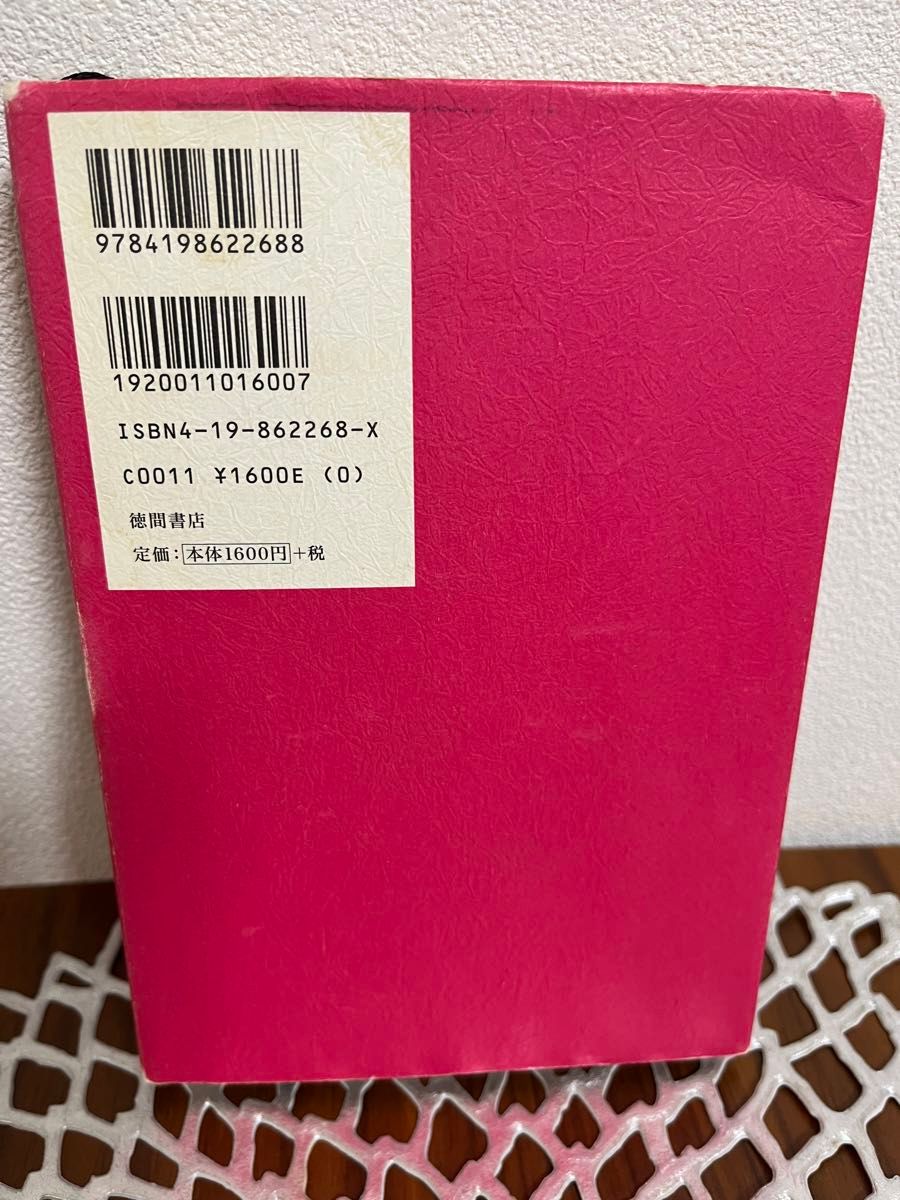 9784198622688
1920011016007
ISBN4-19-862268-X
C0011 ¥1600E (0)
徳間書店
定価：本体1600円+税